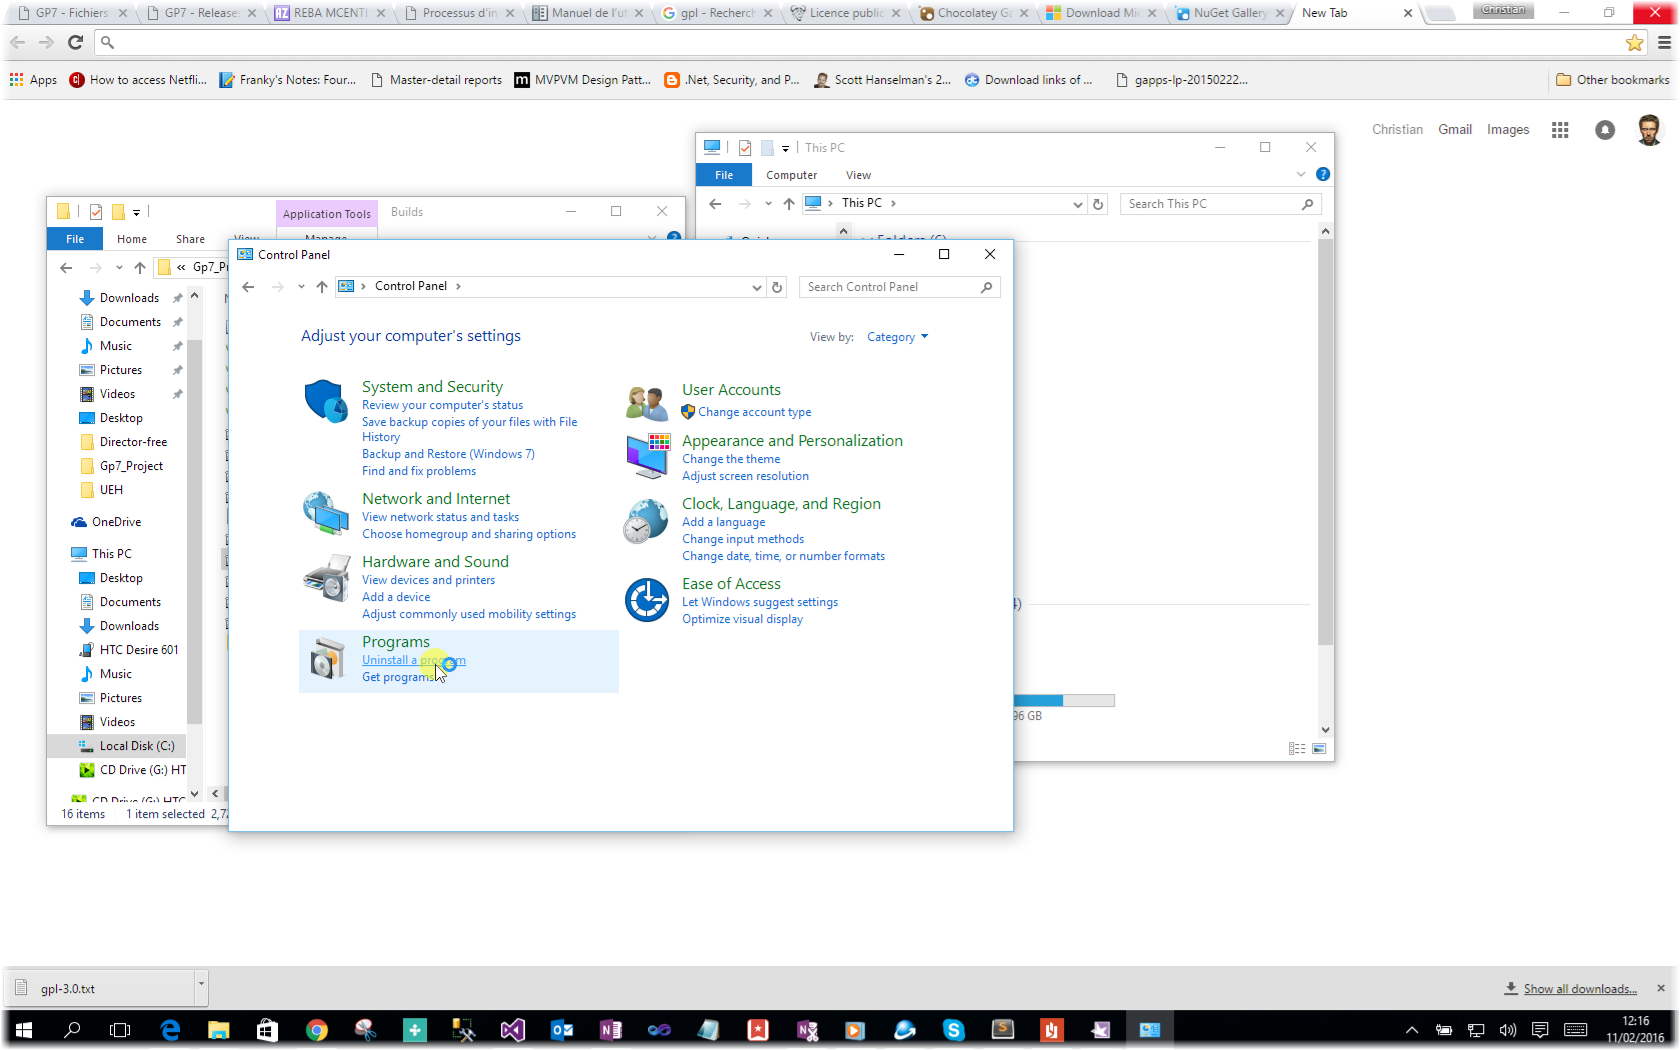 GP7 - Fichiers
GP7 - Release
REBA MCENTI
Processus d'in
Manuel de l'ut
gpl - Recherch
Licence public
Chocolatey Ga
Download Mi
NuGet Gallery
New Tab
Christian
Apps
How to access Netfli...
Franky's Notes: Four...
Master-detail reports
MVPVM Design Patt...
.Net, Security, and P...
Scott Hanselman's 2...
Download links of ...
gapps-lp-20150222...
Other bookmarks
Christian
Gmail
Images
This PC
File
Computer
View
This PC
Search This PC
Application Tools
Builds
File
Home
Share
View
Manage
« Gp7_Pr
Downloads
Documents
Music
Pictures
Videos
Desktop
Director-free
Gp7_Project
UEH
OneDrive
This PC
Desktop
Documents
Downloads
HTC Desire 601
Music
Pictures
Videos
Local Disk (C:)
CD Drive (G:) HT
CD Drive (G:) HTC
16 items
1 item selected 2,7
Control Panel
Control Panel
Search Control Panel
Adjust your computer's settings
View by:
Category
System and Security
Review your computer's status
Save backup copies of your files with File
History
Backup and Restore (Windows 7)
Find and fix problems
Network and Internet
View network status and tasks
Choose homegroup and sharing options
Hardware and Sound
View devices and printers
Add a device
Adjust commonly used mobility settings
Programs
Uninstall a program
Get programs
User Accounts
Change account type
Appearance and Personalization
Change the theme
Adjust screen resolution
Clock, Language, and Region
Add a language
Change input methods
Change date, time, or number formats
Ease of Access
Let Windows suggest settings
Optimize visual display
Folders (6)
4)
96 GB
gpl-3.0.txt
Show all downloads...
12:16
11/02/2016